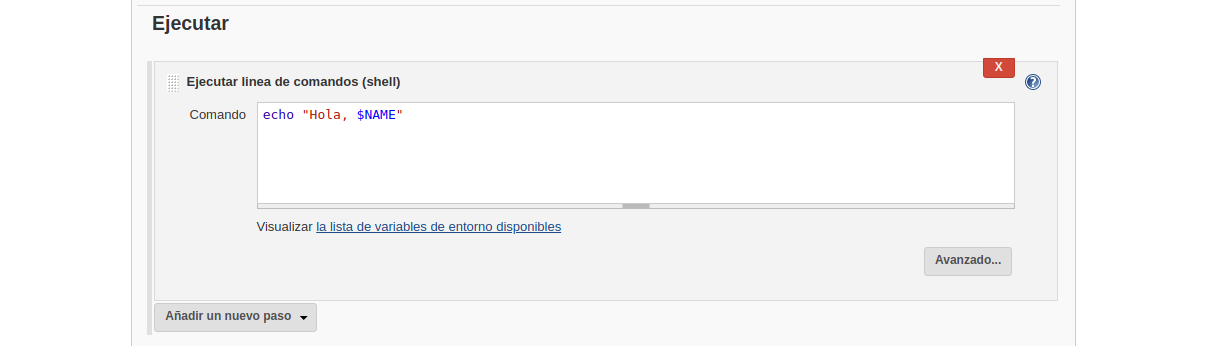 Ejecutar
X
Ejecutar linea de comandos (shell)
?
Comando
echo "Hola, $NAME"
Visualizar la lista de variables de entorno disponibles
Avanzado...
Añadir un nuevo paso